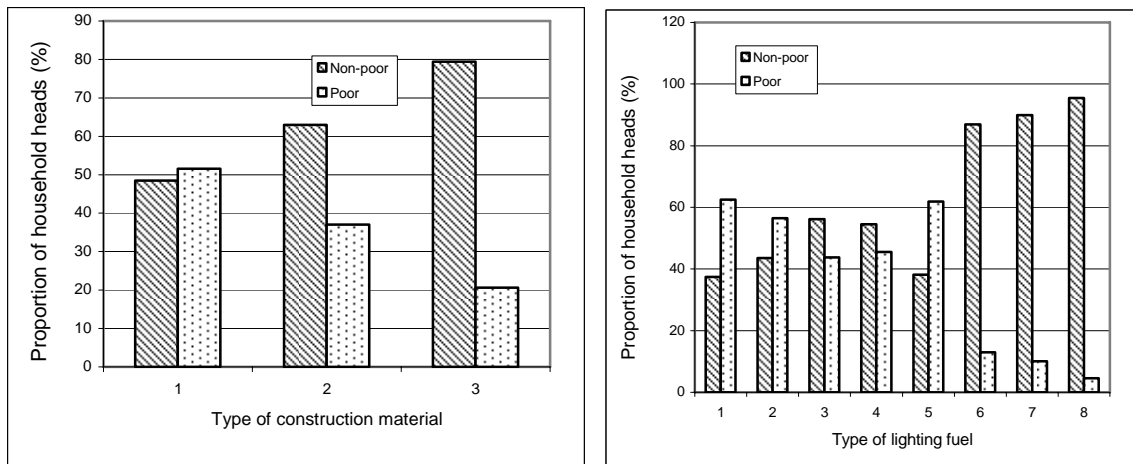 Proportion of household heads (%)
90
80
70
60
50
40
30
20
10
0
Non-poor
Poor
1 2 3
Type of construction material
Proportion of household heads (%)
120
100
80
60
40
20
0
Non-poor
Poor
1 2 3 4 5 6 7 8
Type of lighting fuel